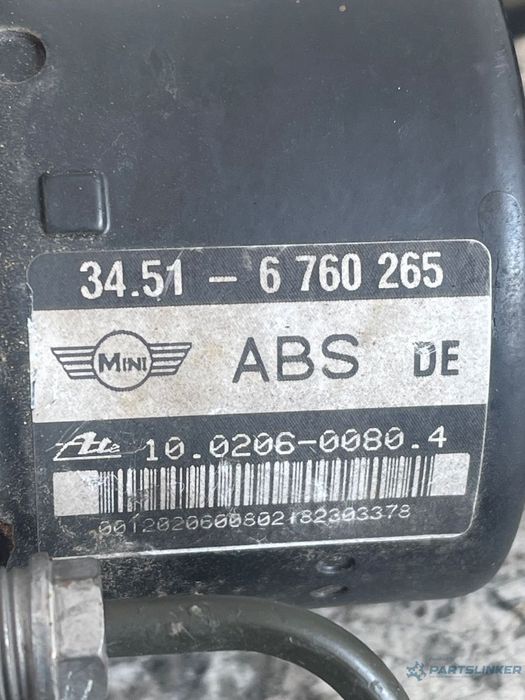 34.51 - 6 760 265
MINI ABS DE
Ate 10.0206-0080.4
0012020600802182303378
PARTSLINKER